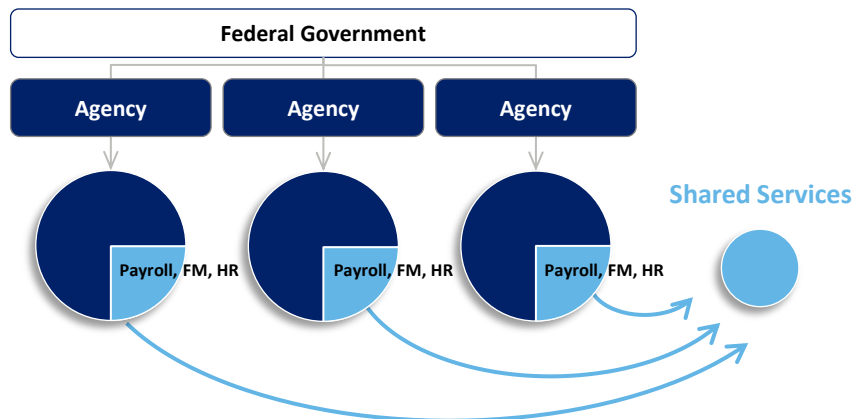 Federal Government
Agency
Agency
Agency
Shared Services
Payroll, FM, HR
Payroll, FM, HR
Payroll, FM, HR